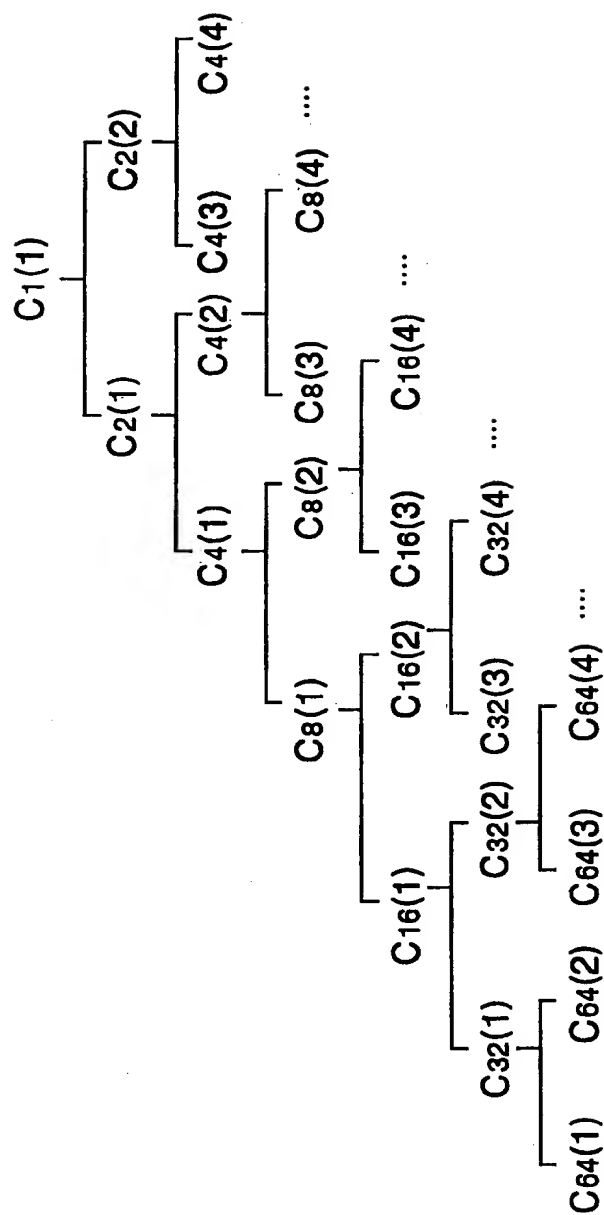 C1(1)
C2(1) C2(2)
C4(1) C4(2) C4(3) C4(4)
C8(1) C8(2) C8(3) C8(4) ....
C16(1) C16(2) C16(3) C16(4) ....
C32(1) C32(2) C32(3) C32(4) ....
C64(1) C64(2) C64(3) C64(4) ....